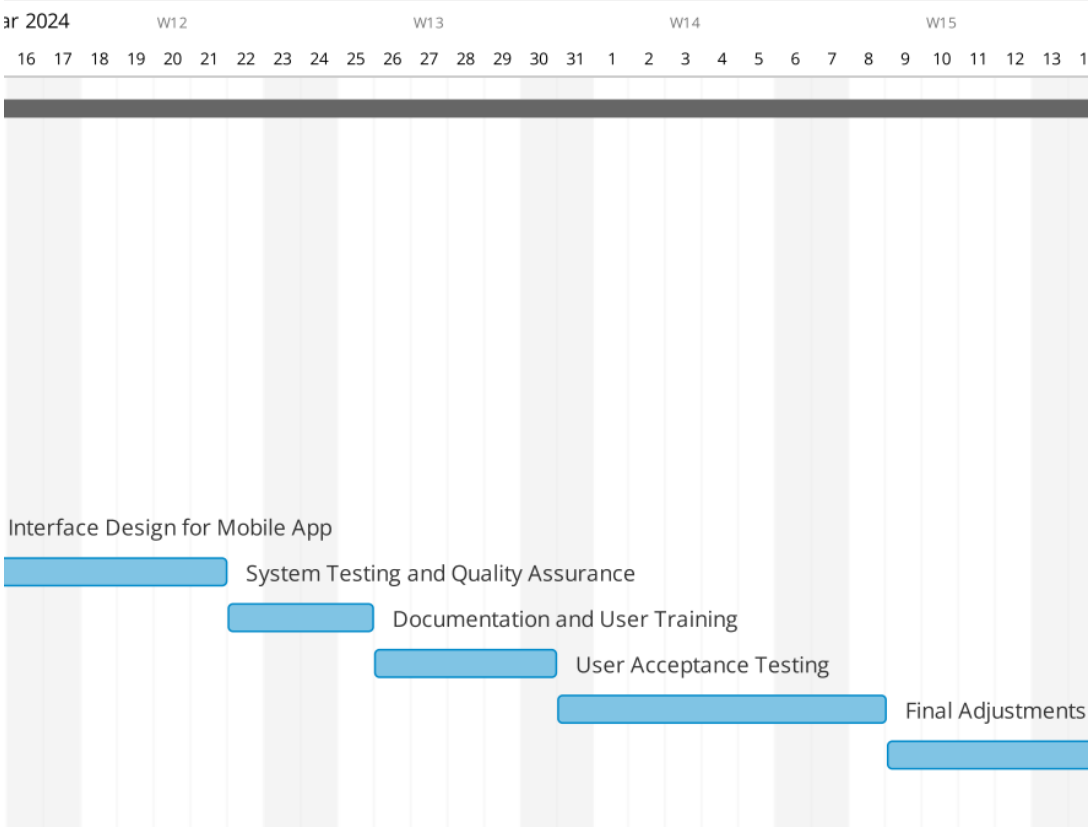 ar 2024 W12 W13 W14 W15
16 17 18 19 20 21 22 23 24 25 26 27 28 29 30 31 1 2 3 4 5 6 7 8 9 10 11 12 13 1
Interface Design for Mobile App
System Testing and Quality Assurance
Documentation and User Training
User Acceptance Testing
Final Adjustments